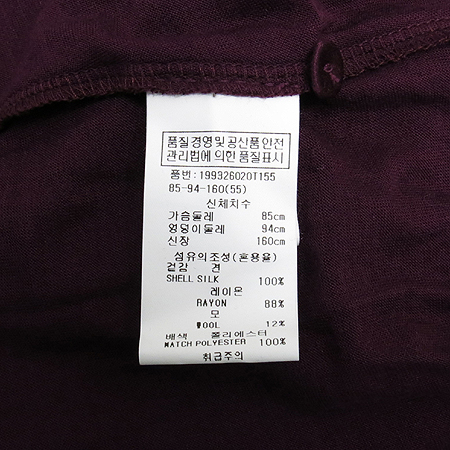 품질경영및공산품안전
관리법에의한품질표시
품번:199326020T155
85-94-160(55)
신체치수
가슴둘레 85cm
엉덩이둘레 94cm
신장 160cm
섬유의조성(혼용율)
겉감 견
SHELL SILK 100%
레이온
RAYON 88%
모
WOOL 12%
배색 폴리에스터
MATCH POLYESTER 100%
취급주의